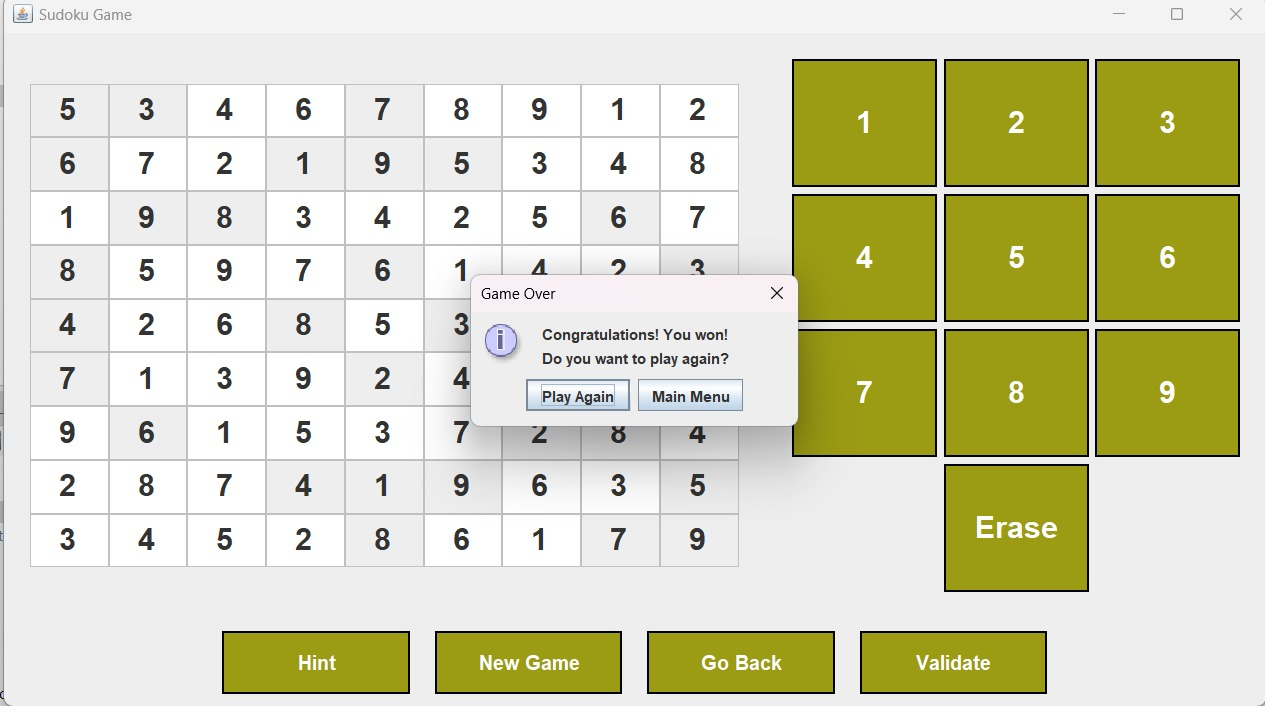 Sudoku Game
5 3 4 6 7 8 9 1 2
6 7 2 1 9 5 3 4 8
1 9 8 3 4 2 5 6 7
8 5 9 7 6 1 4 2 3
4 2 6 8 5 3
7 1 3 9 2 4
9 6 1 5 3 7 2 8 4
2 8 7 4 1 9 6 3 5
3 4 5 2 8 6 1 7 9
Game Over
Congratulations! You won!
Do you want to play again?
Play Again Main Menu
1 2 3
4 5 6
7 8 9
Erase
Hint New Game Go Back Validate